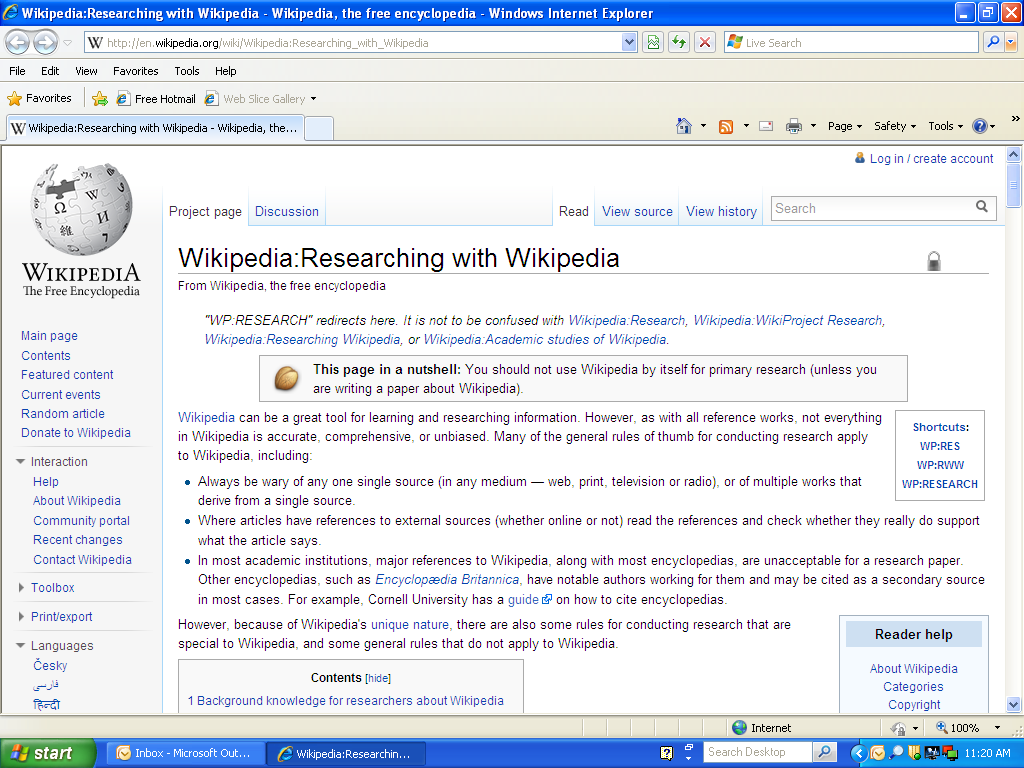 Wikipedia:Researching with Wikipedia - Wikipedia, the free encyclopedia - Windows Internet Explorer
http://en.wikipedia.org/wiki/Wikipedia:Researching_with_Wikipedia
Live Search
File Edit View Favorites Tools Help
Favorites Free Hotmail Web Slice Gallery
Wikipedia:Researching with Wikipedia - Wikipedia, the...
Page Safety Tools
Log in / create account
Project page Discussion Read View source View history Search
WIKIPEDIA
The Free Encyclopedia
Main page
Contents
Featured content
Current events
Random article
Donate to Wikipedia
Interaction
Help
About Wikipedia
Community portal
Recent changes
Contact Wikipedia
Toolbox
Print/export
Languages
Česky
فارسی
हिन्दी
Wikipedia:Researching with Wikipedia
From Wikipedia, the free encyclopedia
"WP:RESEARCH" redirects here. It is not to be confused with Wikipedia:Research, Wikipedia:WikiProject Research,
Wikipedia:Researching Wikipedia, or Wikipedia:Academic studies of Wikipedia.
This page in a nutshell: You should not use Wikipedia by itself for primary research (unless you
are writing a paper about Wikipedia).
Wikipedia can be a great tool for learning and researching information. However, as with all reference works, not everything
in Wikipedia is accurate, comprehensive, or unbiased. Many of the general rules of thumb for conducting research apply
to Wikipedia, including:
Shortcuts:
WP:RES
WP:RWW
WP:RESEARCH
• Always be wary of any one single source (in any medium — web, print, television or radio), or of multiple works that
derive from a single source.
• Where articles have references to external sources (whether online or not) read the references and check whether they really do support
what the article says.
• In most academic institutions, major references to Wikipedia, along with most encyclopedias, are unacceptable for a research paper.
Other encyclopedias, such as Encyclopædia Britannica, have notable authors working for them and may be cited as a secondary source
in most cases. For example, Cornell University has a guide on how to cite encyclopedias.
However, because of Wikipedia's unique nature, there are also some rules for conducting research that are
special to Wikipedia, and some general rules that do not apply to Wikipedia.
Contents [hide]
1 Background knowledge for researchers about Wikipedia
Reader help
About Wikipedia
Categories
Copyright
Internet 100%
start Inbox - Microsoft Out... Wikipedia:Researchin... Search Desktop 11:20 AM